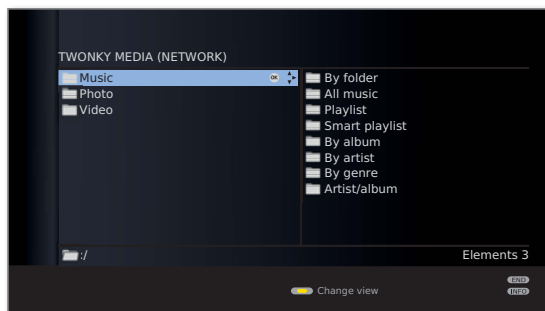 TWONKY MEDIA (NETWORK)
Music OK
Photo
Video
By folder
All music
Playlist
Smart playlist
By album
By artist
By genre
Artist/album
:/
Elements 3
END
Change view
INFO